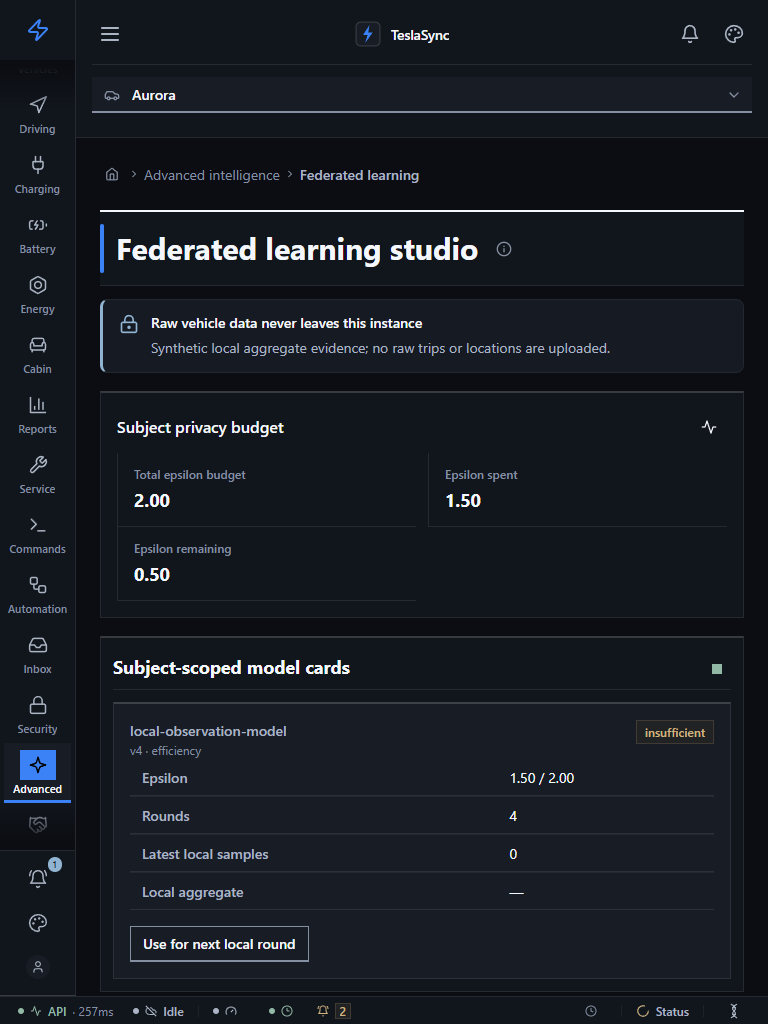 TeslaSync
Aurora
Driving
Charging
Battery
Energy
Cabin
Reports
Service
Commands
Automation
Inbox
Security
Advanced
1
Advanced intelligence > Federated learning
Federated learning studio
Raw vehicle data never leaves this instance
Synthetic local aggregate evidence; no raw trips or locations are uploaded.
Subject privacy budget
Total epsilon budget
2.00
Epsilon spent
1.50
Epsilon remaining
0.50
Subject-scoped model cards
local-observation-model
insufficient
v4 · efficiency
Epsilon 1.50 / 2.00
Rounds 4
Latest local samples 0
Local aggregate —
Use for next local round
API · 257ms Idle 2 Status